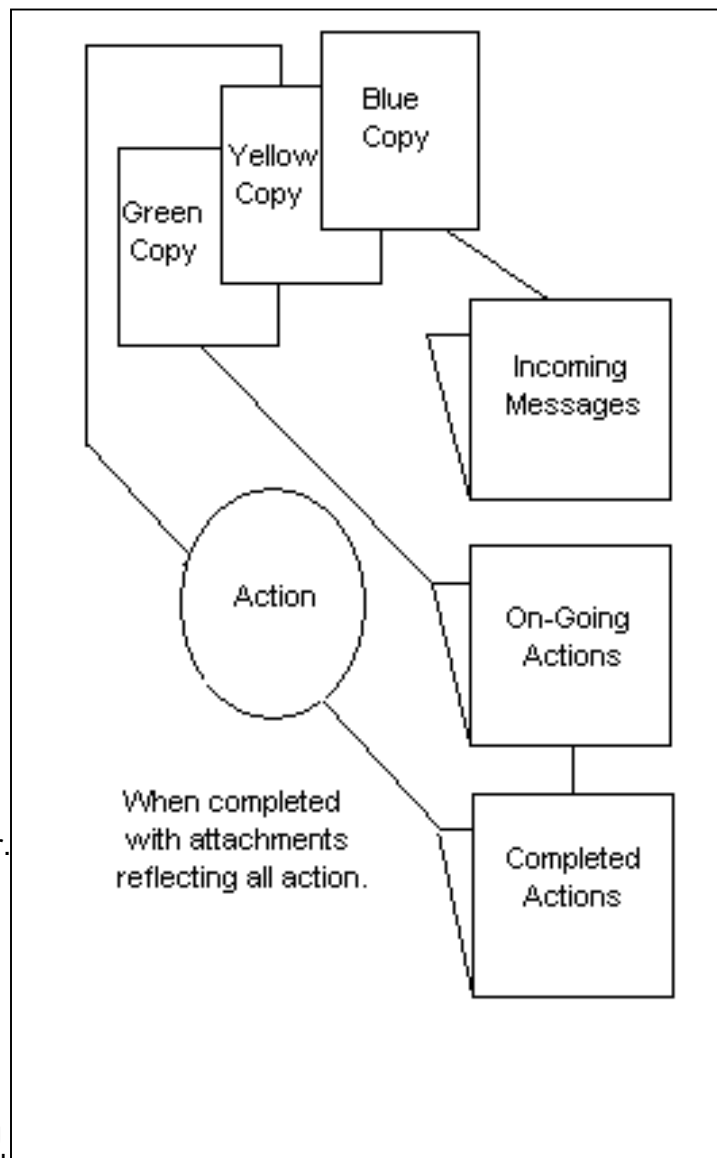 Blue
Copy
Yellow
Copy
Green
Copy
Incoming
Messages
Action
On-Going
Actions
When completed
with attachments
reflecting all action.
Completed
Actions